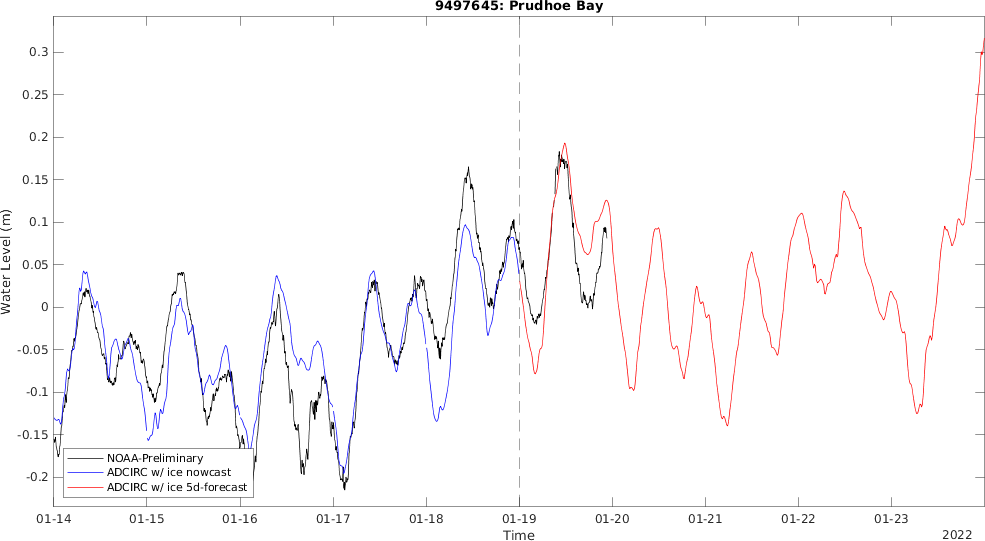 9497645: Prudhoe Bay
0.3
0.25
0.2
0.15
0.1
0.05
0
-0.05
-0.1
-0.15
-0.2
Water Level (m)
NOAA-Preliminary
ADCIRC w/ ice nowcast
ADCIRC w/ ice 5d-forecast
01-14 01-15 01-16 01-17 01-18 01-19 01-20 01-21 01-22 01-23
Time
2022